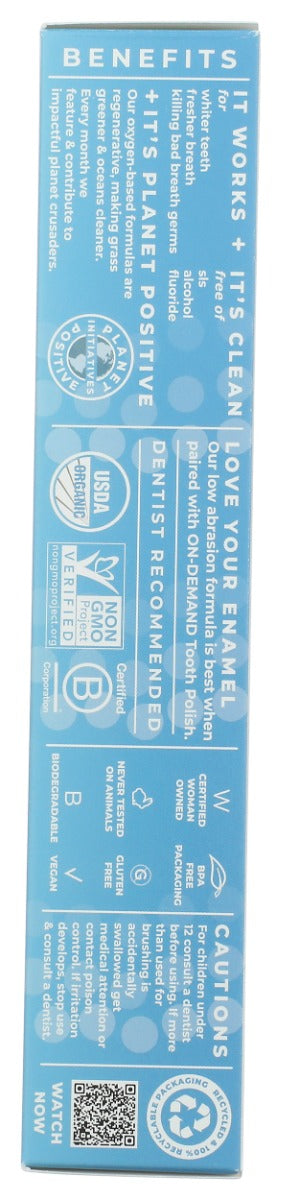 BENEFITS
IT WORKS + IT'S CLEAN
for
whiter teeth
fresher breath
killing bad breath germs
free of
sls
alcohol
fluoride
+ IT'S PLANET POSITIVE
Our oxygen-based formulas are
regenerative, making grass
greener & oceans cleaner.
Every month we
feature & contribute to
impactful planet crusaders.
PLANET
INITIATIVES
POSITIVE
LOVE YOUR ENAMEL
Our low abrasion formula is best when
paired with ON-DEMAND Tooth Polish.
DENTIST RECOMMENDED
USDA
ORGANIC
NON
GMO
Project
VERIFIED
nongmoproject.org
Certified
B
Corporation
W
CERTIFIED
WOMAN
OWNED
BPA
FREE
PACKAGING
NEVER TESTED
ON ANIMALS
G
GLUTEN
FREE
B
BIODEGRADABLE
V
VEGAN
CAUTIONS
For children under
12 consult a dentist
before using. If more
than used for
brushing is
accidentally
swallowed get
medical attention or
contact poison
control. If irritation
develops, stop use
& consult a dentist.
RECYCLED & 100% RECYCLABLE PACKAGING
WATCH
NOW